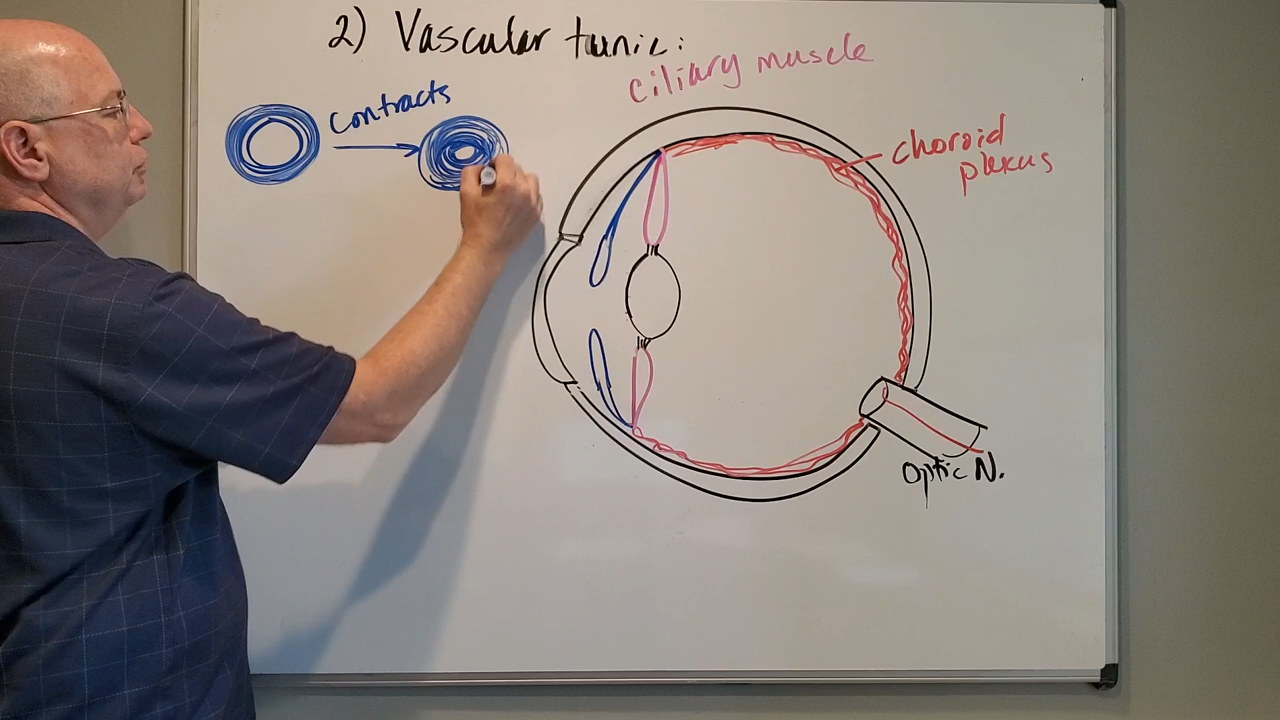 2) Vascular tunic:
ciliary muscle
contracts
choroid
plexus
Optic N.